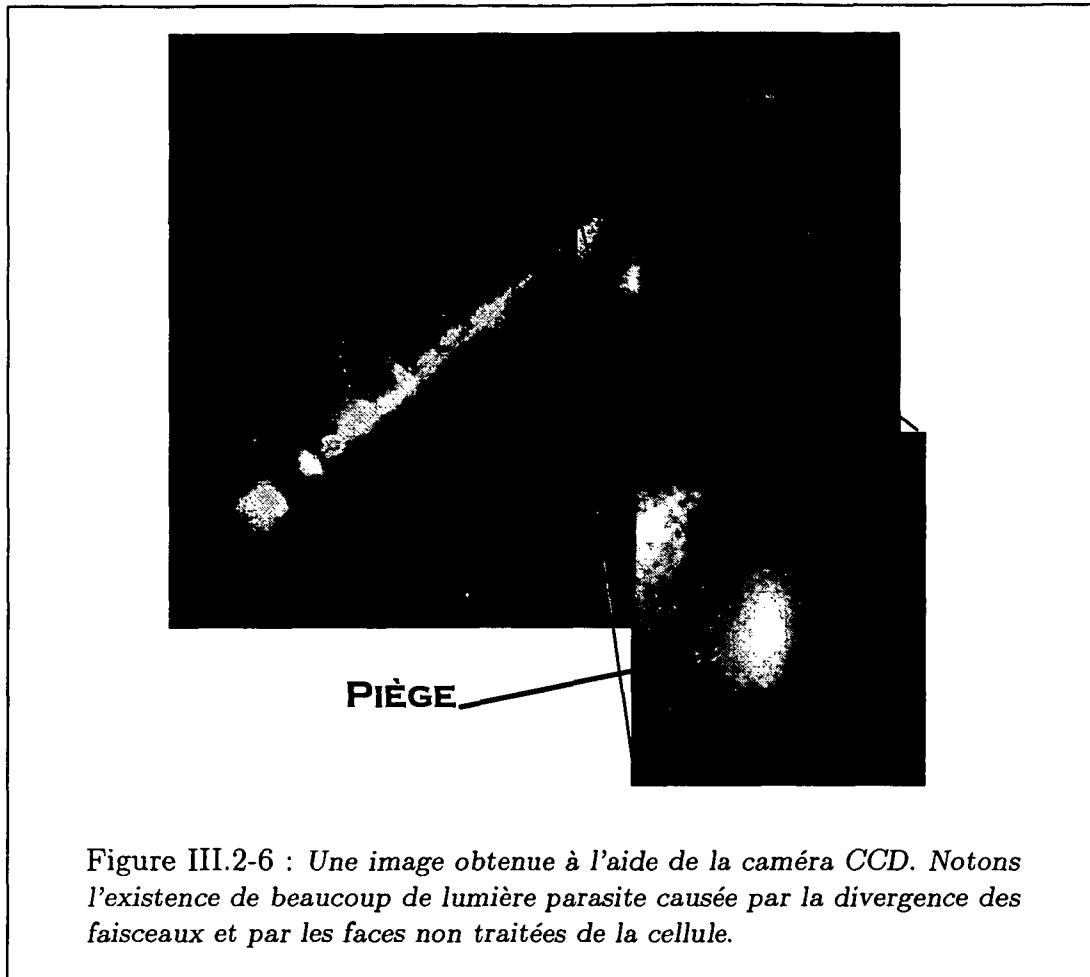 PIÈGE
Figure III.2-6 : Une image obtenue à l'aide de la caméra CCD. Notons
l'existence de beaucoup de lumière parasite causée par la divergence des
faisceaux et par les faces non traitées de la cellule.